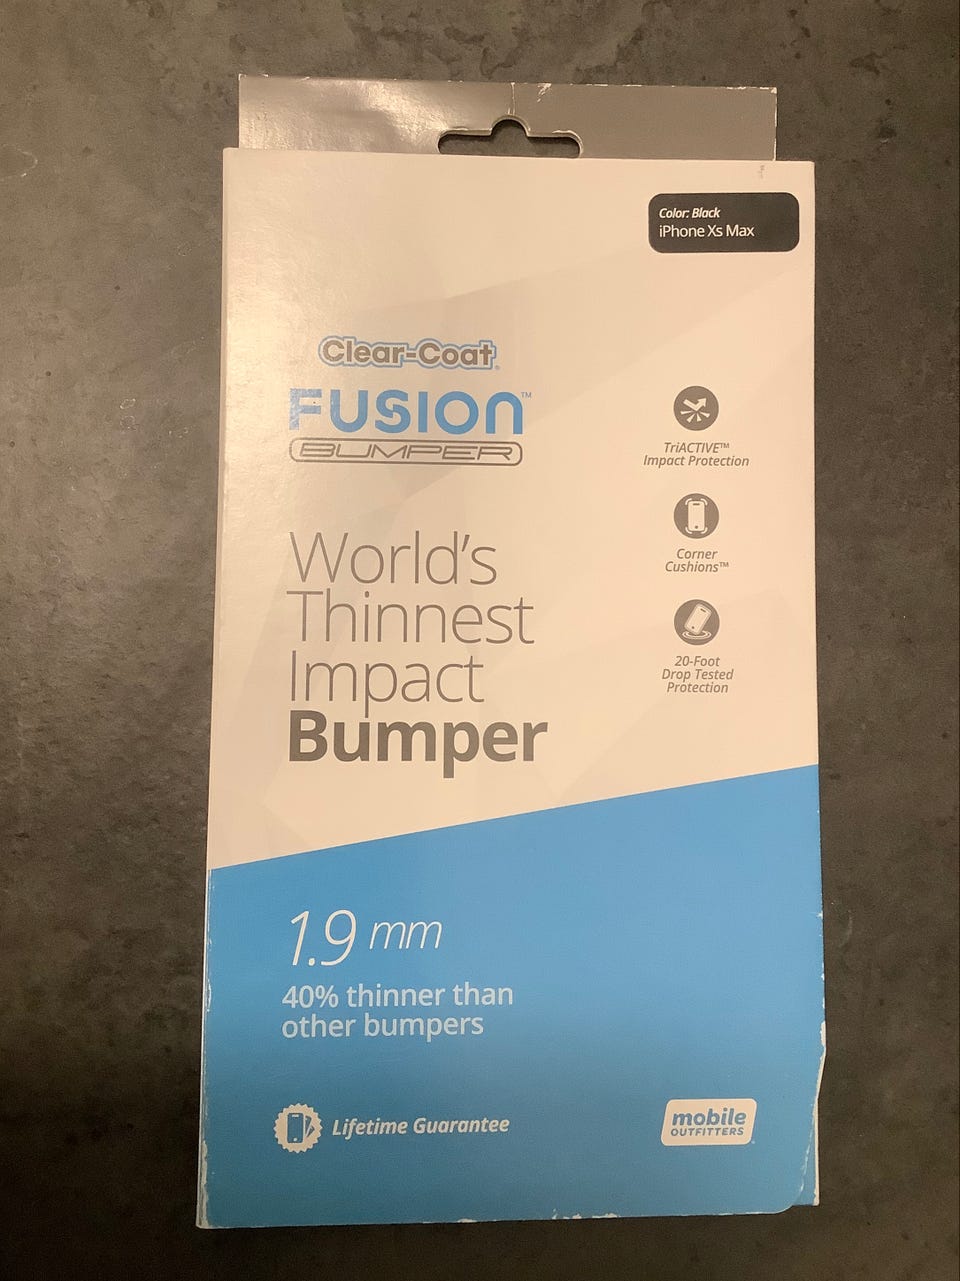 Color: Black
iPhone Xs Max
Clear-Coat®
FUSION™
BUMPER
TriACTIVE™
Impact Protection
Corner
Cushions™
20-Foot
Drop Tested
Protection
World's
Thinnest
Impact
Bumper
1.9 mm
40% thinner than
other bumpers
Lifetime Guarantee
mobile
OUTFITTERS